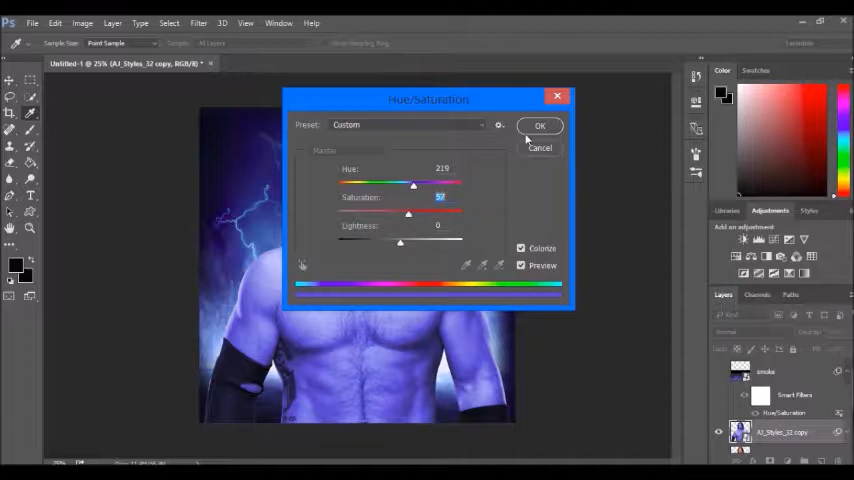 Ps File Edit Image Layer Type Select Filter 3D View Window Help
Sample Size: Point Sample
Untitled-1 @ 25% (AJ_Styles_32 copy, RGB/8) *
Hue/Saturation
Preset: Custom
OK
Cancel
Master
Hue: 219
Saturation: 57
Lightness: 0
Colorize
Preview
Color Swatches
Libraries Adjustments Styles
Add an adjustment
Layers Channels Paths
Kind
Normal
smoke
Smart Filters
Hue/Saturation
AJ_Styles_32 copy
25%